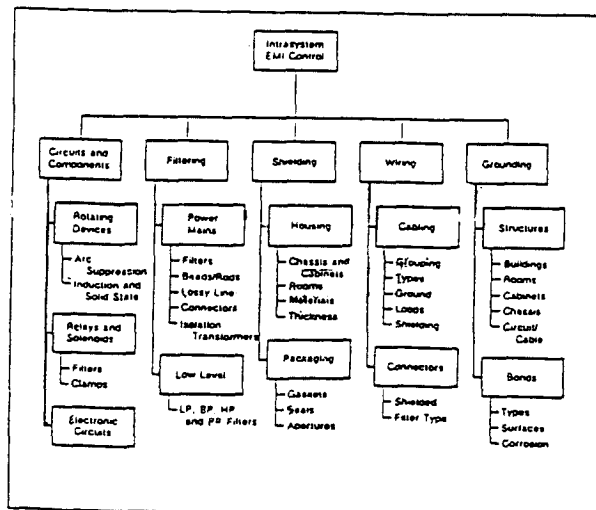 Intrasystem
EMI Control
Circuits and
Components
Filtering
Shielding
Wiring
Grounding
Rotating
Devices
Arc
Suppression
Induction and
Solid State
Relays and
Solenoids
Filters
Clamps
Electronic
Circuits
Power
Mains
Filters
Beads/Rods
Lossy Line
Connectors
Isolation
Transformers
Low Level
LP, BP, HP
and BR Filters
Housing
Chassis and
Cabinets
Rooms
Materials
Thickness
Packaging
Gaskets
Apertures
Cabling
Grouping
Types
Ground
Loads
Shielding
Connectors
Shielded
Filter Type
Structures
Buildings
Rooms
Cabinets
Chassis
Circuit/
Cable
Bonds
Types
Surfaces
Corrosion